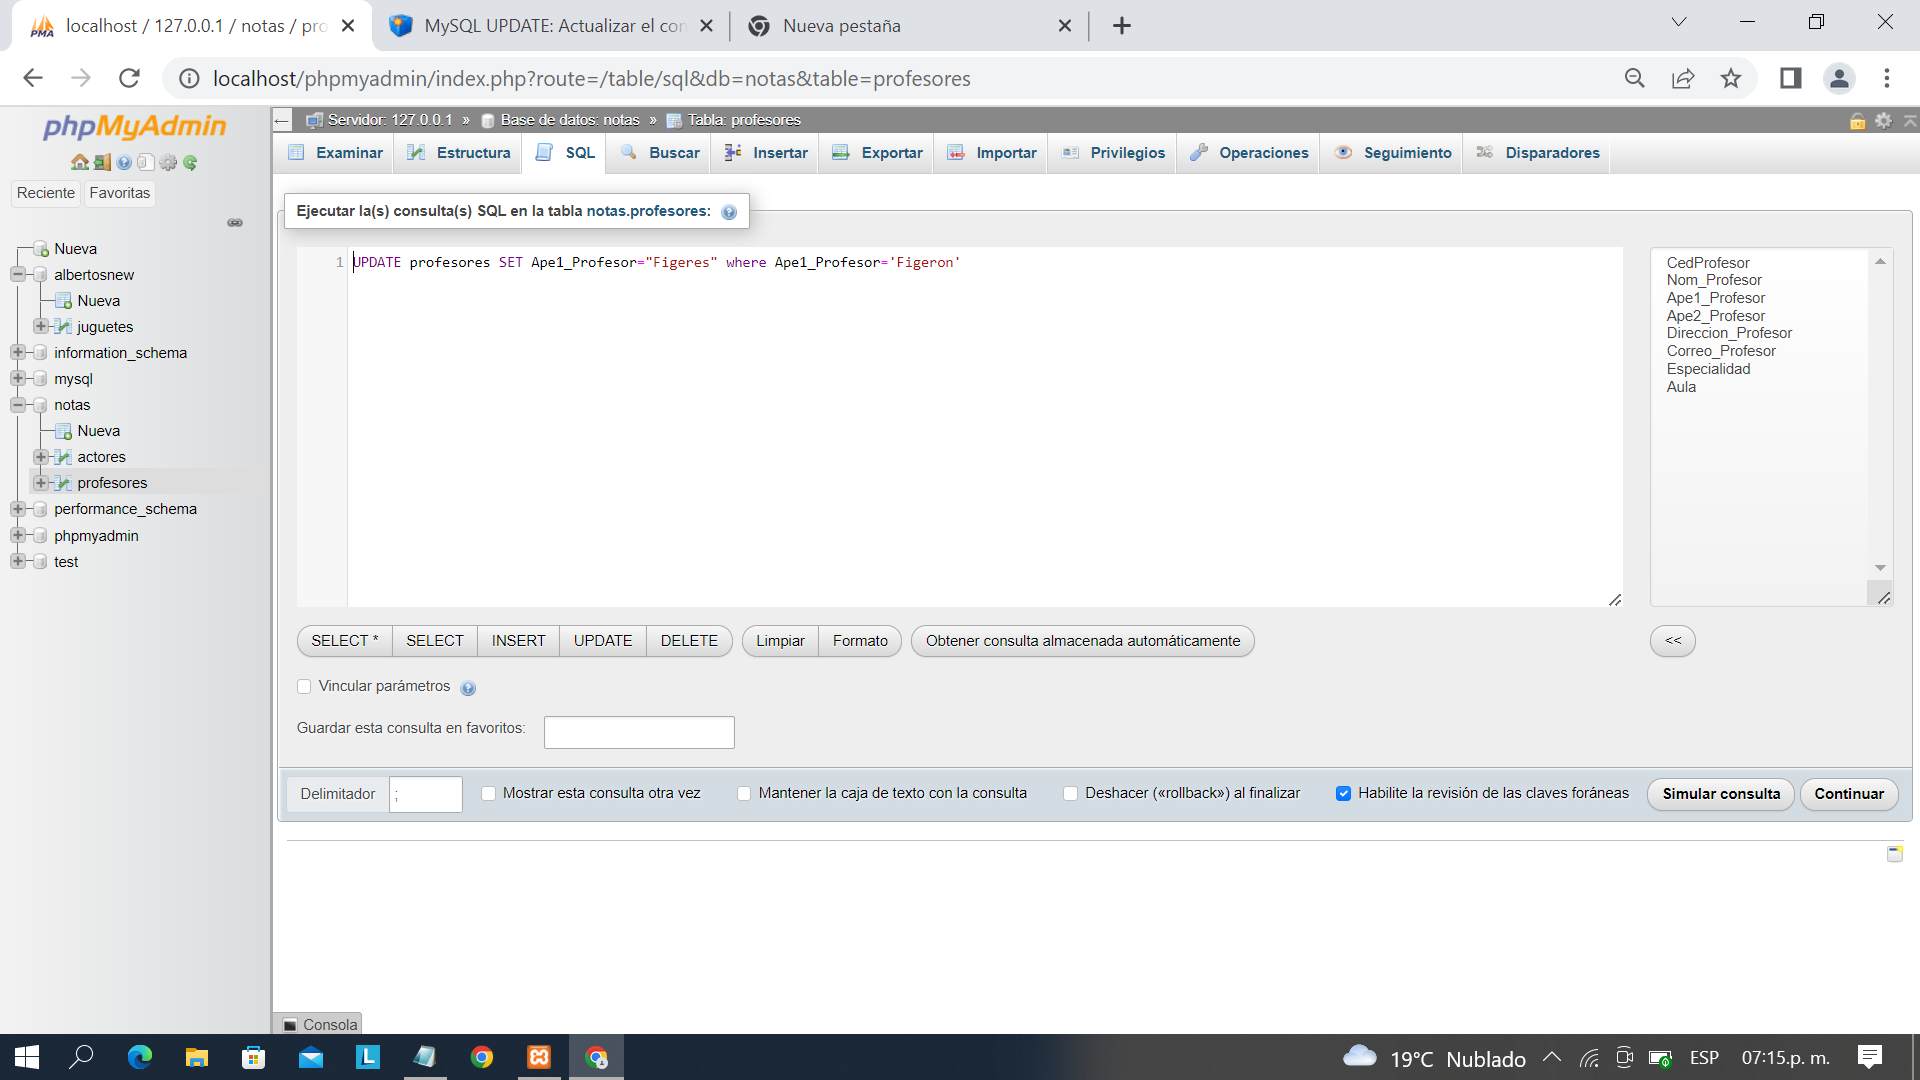 localhost / 127.0.0.1 / notas / pro
MySQL UPDATE: Actualizar el con
Nueva pestaña
localhost/phpmyadmin/index.php?route=/table/sql&db=notas&table=profesores
phpMyAdmin
Reciente
Favoritas
Nueva
albertosnew
Nueva
juguetes
information_schema
mysql
notas
Nueva
actores
profesores
performance_schema
phpmyadmin
test
Servidor: 127.0.0.1 » Base de datos: notas » Tabla: profesores
Examinar
Estructura
SQL
Buscar
Insertar
Exportar
Importar
Privilegios
Operaciones
Seguimiento
Disparadores
Ejecutar la(s) consulta(s) SQL en la tabla notas.profesores:
1 UPDATE profesores SET Ape1_Profesor="Figeres" where Ape1_Profesor='Figeron'
CedProfesor
Nom_Profesor
Ape1_Profesor
Ape2_Profesor
Direccion_Profesor
Correo_Profesor
Especialidad
Aula
SELECT *
SELECT
INSERT
UPDATE
DELETE
Limpiar
Formato
Obtener consulta almacenada automáticamente
<<
Vincular parámetros
Guardar esta consulta en favoritos:
Delimitador
;
Mostrar esta consulta otra vez
Mantener la caja de texto con la consulta
Deshacer («rollback») al finalizar
Habilite la revisión de las claves foráneas
Simular consulta
Continuar
Consola
19°C Nublado
ESP
07:15 p. m.